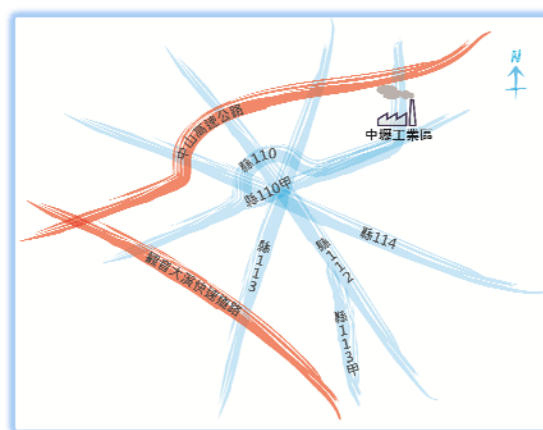 N
中山高速公路
中壢工業區
縣110
縣110甲
縣114
縣113
縣112
觀音大溪快速道路
縣113甲